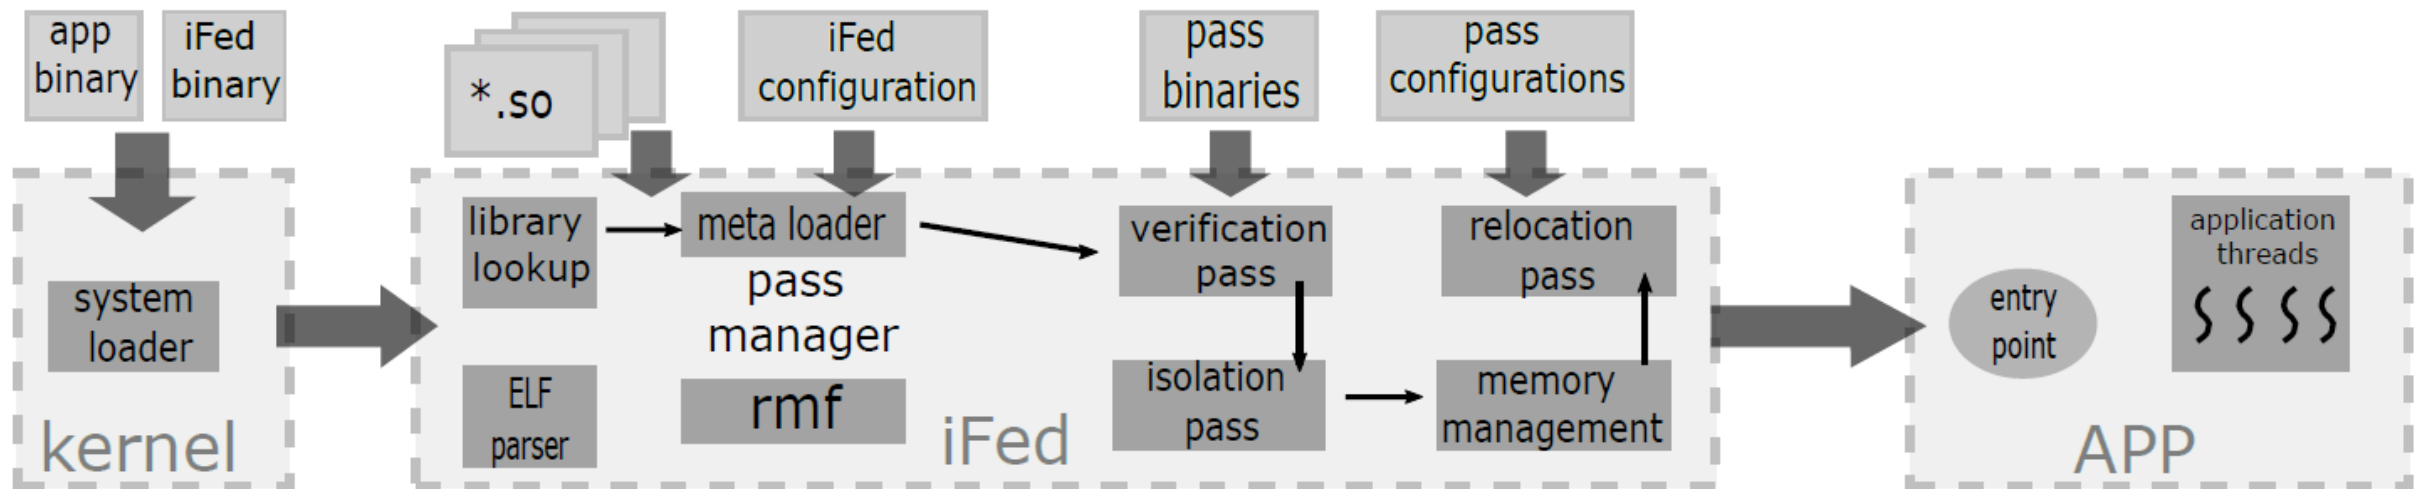 app
binary
iFed
binary
*.so
iFed
configuration
pass
binaries
pass
configurations
system
loader
kernel
library
lookup
meta loader
pass
manager
ELF
parser
rmf
iFed
verification
pass
isolation
pass
relocation
pass
memory
management
entry
point
application
threads
APP